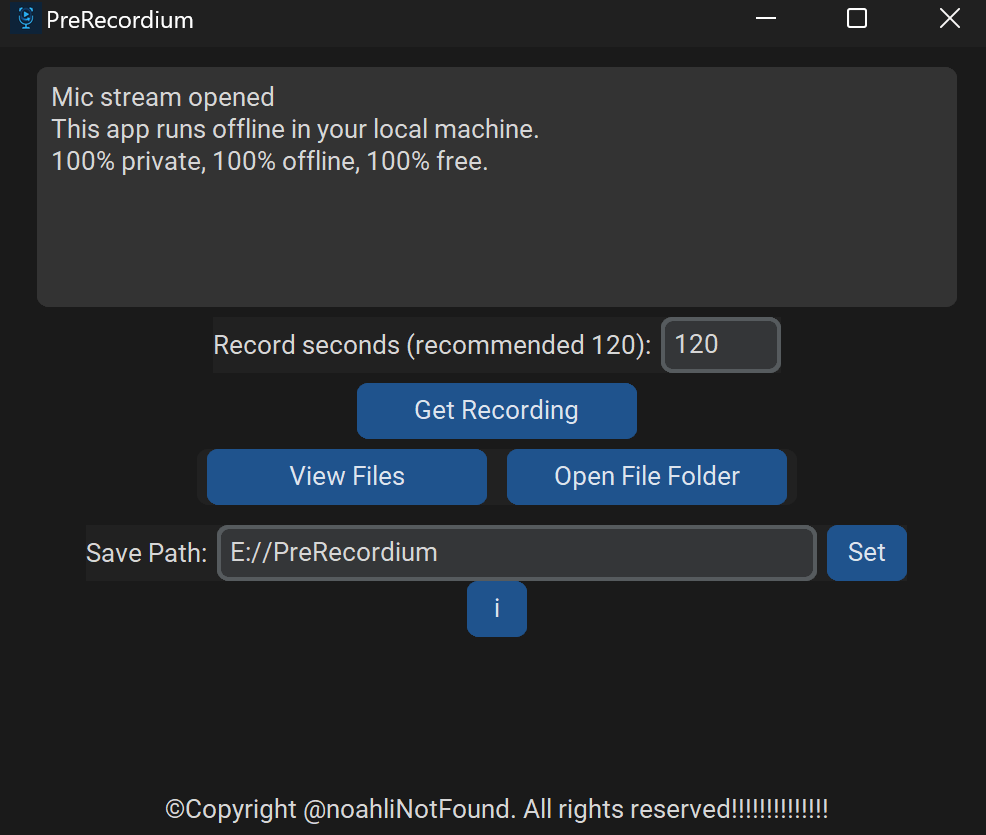 PreRecordium
Mic stream opened
This app runs offline in your local machine.
100% private, 100% offline, 100% free.
Record seconds (recommended 120): 120
Get Recording
View Files Open File Folder
Save Path: E://PreRecordium Set
i
©Copyright @noahliNotFound. All rights reserved!!!!!!!!!!!!!!